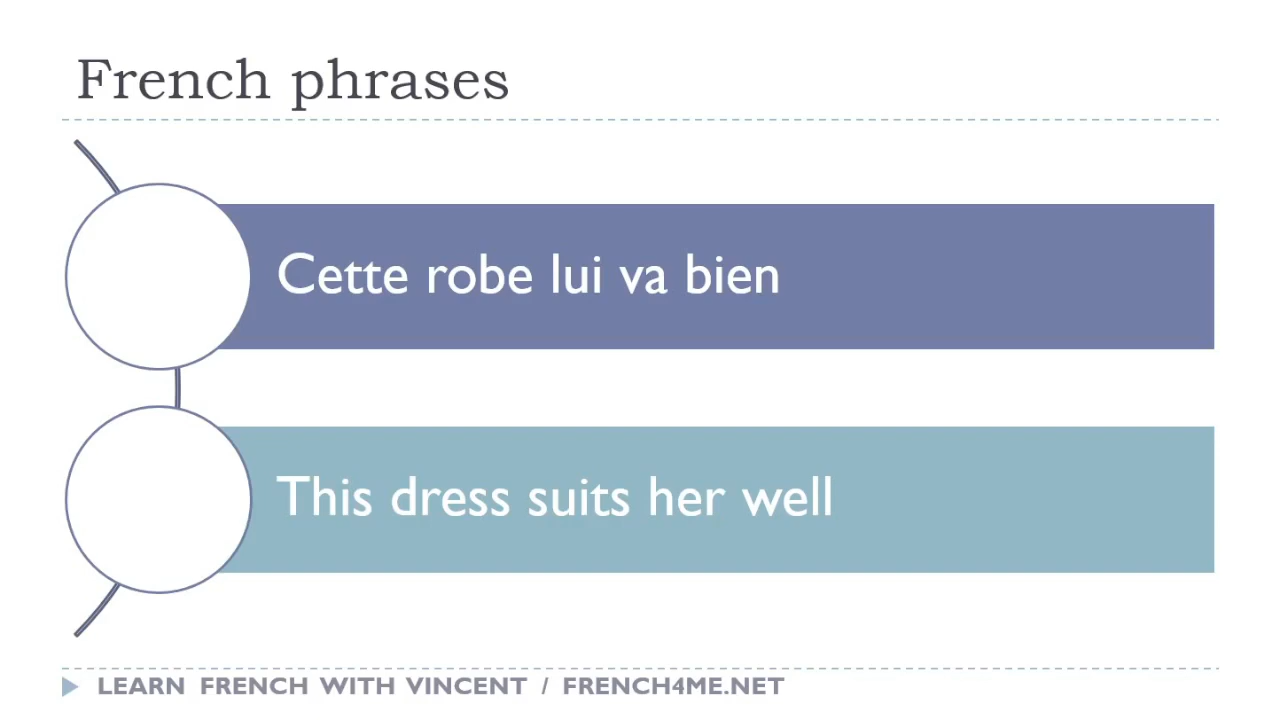 French phrases
Cette robe lui va bien
This dress suits her well
LEARN FRENCH WITH VINCENT / FRENCH4ME.NET